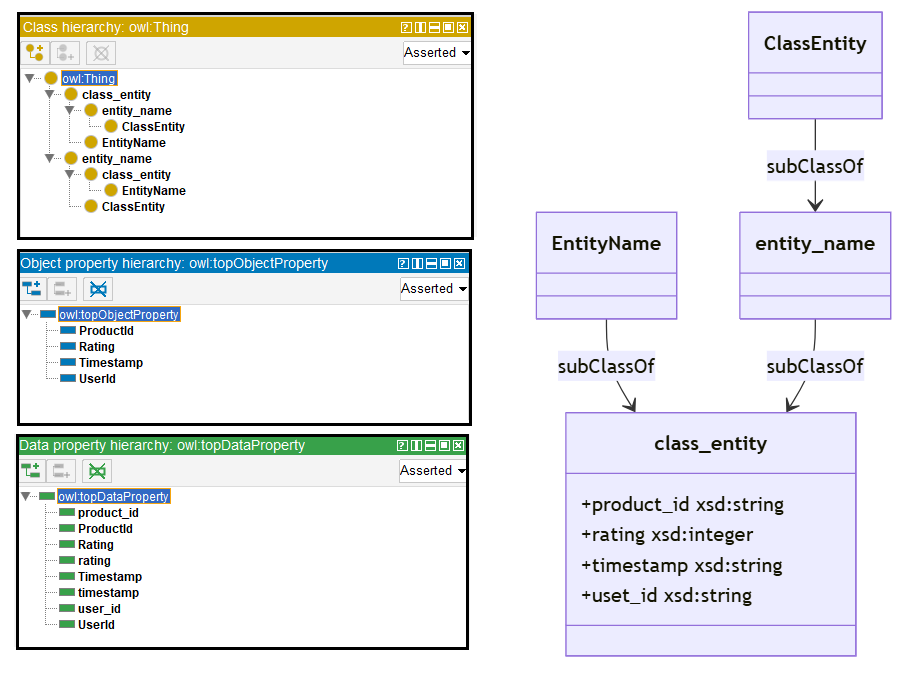 Class hierarchy: owl:Thing
Asserted
owl:Thing
class_entity
entity_name
ClassEntity
EntityName
entity_name
class_entity
EntityName
ClassEntity
Object property hierarchy: owl:topObjectProperty
Asserted
owl:topObjectProperty
ProductId
Rating
Timestamp
UserId
Data property hierarchy: owl:topDataProperty
Asserted
owl:topDataProperty
product_id
ProductId
Rating
rating
Timestamp
timestamp
user_id
UserId
ClassEntity
subClassOf
EntityName
entity_name
subClassOf
subClassOf
class_entity
+product_id xsd:string
+rating xsd:integer
+timestamp xsd:string
+uset_id xsd:string